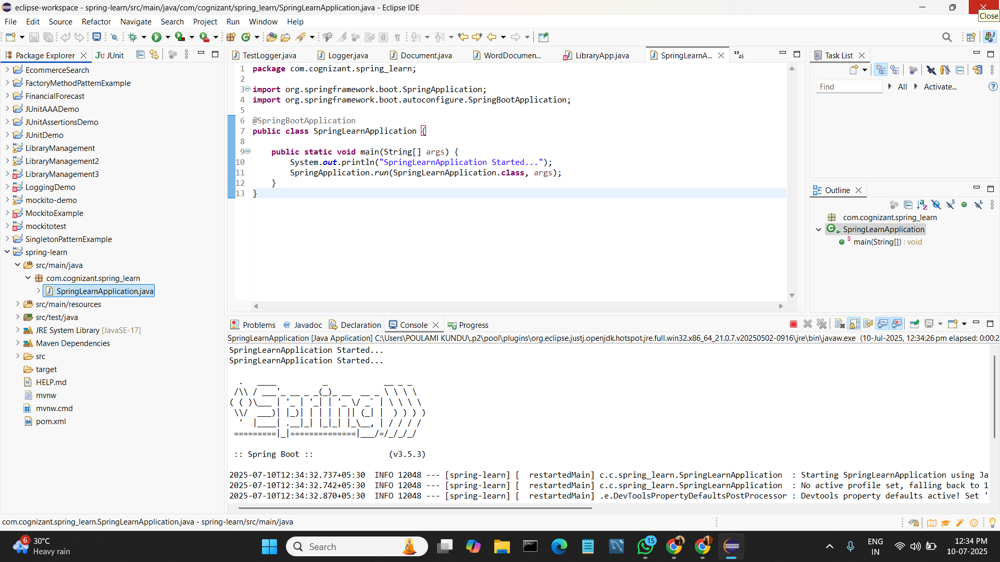 eclipse-workspace - spring-learn/src/main/java/com/cognizant/spring_learn/SpringLearnApplication.java - Eclipse IDE
Close
File Edit Source Refactor Navigate Search Project Run Window Help
Package Explorer
JUnit
EcommerceSearch
FactoryMethodPatternExample
FinancialForecast
JUnitAAADemo
JUnitAssertionsDemo
JUnitDemo
LibraryManagement
LibraryManagement2
LibraryManagement3
LoggingDemo
mockito-demo
MockitoExample
mockitotest
SingletonPatternExample
spring-learn
src/main/java
com.cognizant.spring_learn
SpringLearnApplication.java
src/main/resources
src/test/java
JRE System Library [JavaSE-17]
Maven Dependencies
src
target
HELP.md
mvnw
mvnw.cmd
pom.xml
TestLogger.java Logger.java Document.java WordDocumen... LibraryApp.java SpringLearnA... »45
1 package com.cognizant.spring_learn;
2
3 import org.springframework.boot.SpringApplication;
4 import org.springframework.boot.autoconfigure.SpringBootApplication;
5
6 @SpringBootApplication
7 public class SpringLearnApplication {
8
9 public static void main(String[] args) {
10 System.out.println("SpringLearnApplication Started...");
11 SpringApplication.run(SpringLearnApplication.class, args);
12 }
13 }
Task List
Find All Activate...
Outline
com.cognizant.spring_learn
SpringLearnApplication
main(String[]) : void
Problems Javadoc Declaration Console Progress
SpringLearnApplication [Java Application] C:\Users\POULAMI KUNDU\.p2\pool\plugins\org.eclipse.justj.openjdk.hotspot.jre.full.win32.x86_64_21.0.7.v20250502-0916\jre\bin\javaw.exe (10-Jul-2025, 12:34:26 pm elapsed: 0:00:2
SpringLearnApplication Started...
SpringLearnApplication Started...
  .   ____          _            __ _ _
 /\\ / ___'_ __ _ _(_)_ __  __ _ \ \ \ \
( ( )\___ | '_ | '_| | '_ \/ _` | \ \ \ \
 \\/  ___)| |_)| | | | | || (_| |  ) ) ) )
  '  |____| .__|_| |_|_| |_\__, | / / / /
 =========|_|==============|___/=/_/_/_/
:: Spring Boot :: (v3.5.3)
2025-07-10T12:34:32.737+05:30 INFO 12048 --- [spring-learn] [ restartedMain] c.c.spring_learn.SpringLearnApplication : Starting SpringLearnApplication using Ja
2025-07-10T12:34:32.742+05:30 INFO 12048 --- [spring-learn] [ restartedMain] c.c.spring_learn.SpringLearnApplication : No active profile set, falling back to 1
2025-07-10T12:34:32.870+05:30 INFO 12048 --- [spring-learn] [ restartedMain] .e.DevToolsPropertyDefaultsPostProcessor : Devtools property defaults active! Set '
com.cognizant.spring_learn.SpringLearnApplication.java - spring-learn/src/main/java
6
30°C
Heavy rain
Search
15
ENG
IN
12:34 PM
10-07-2025